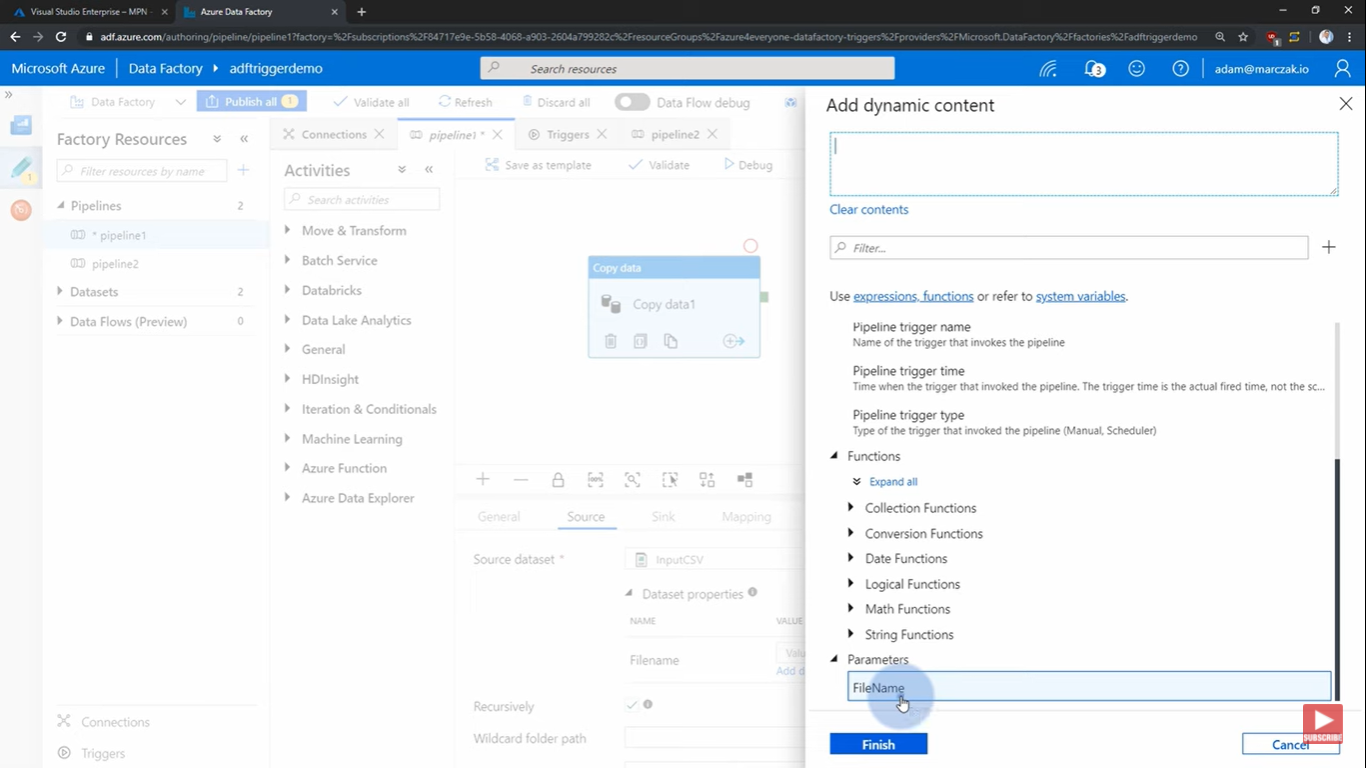 Visual Studio Enterprise – MPN -
Azure Data Factory
adf.azure.com/authoring/pipeline/pipeline1?factory=%2Fsubscriptions%2F84717e9e-5b58-4068-a903-2604a799282c%2FresourceGroups%2Fazure4everyone-datafactory-triggers%2Fproviders%2FMicrosoft.DataFactory%2Ffactories%2Fadftriggerdemo
1
Microsoft Azure
Data Factory
adftriggerdemo
Search resources
3
adam@marczak.io
Data Factory
Publish all 1
Validate all
Refresh
Discard all
Data Flow debug
Factory Resources
Filter resources by name
Pipelines 2
* pipeline1
pipeline2
Datasets 2
Data Flows (Preview) 0
Connections
Triggers
1
Connections
pipeline1 *
Triggers
pipeline2
Activities
Search activities
Move & Transform
Batch Service
Databricks
Data Lake Analytics
General
HDInsight
Iteration & Conditionals
Machine Learning
Azure Function
Azure Data Explorer
Save as template
Validate
Debug
Copy data
Copy data1
100%
General
Source
Sink
Mapping
Source dataset *
InputCSV
Dataset properties
NAME
VALUE
Filename
Valu
Add d
Recursively
Wildcard folder path
Add dynamic content
Clear contents
Filter...
Use expressions, functions or refer to system variables.
Pipeline trigger name
Name of the trigger that invokes the pipeline
Pipeline trigger time
Time when the trigger that invoked the pipeline. The trigger time is the actual fired time, not the sc...
Pipeline trigger type
Type of the trigger that invoked the pipeline (Manual, Scheduler)
Functions
Expand all
Collection Functions
Conversion Functions
Date Functions
Logical Functions
Math Functions
String Functions
Parameters
FileName
Finish
Cancel
SUBSCRIBE